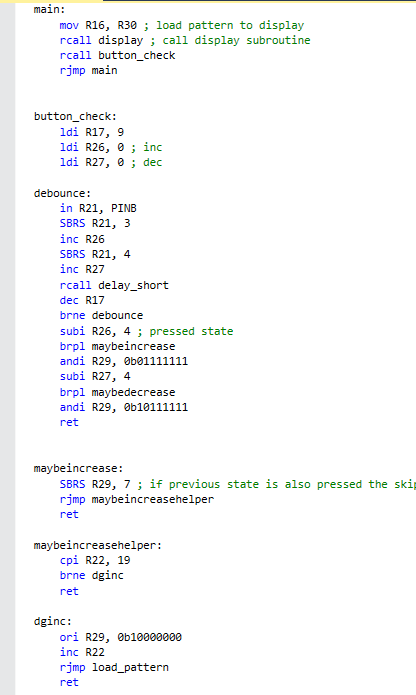 main:
mov R16, R30 ; load pattern to display
rcall display ; call display subroutine
rcall button_check
rjmp main
button_check:
ldi R17, 9
ldi R26, 0 ; inc
ldi R27, 0 ; dec
debounce:
in R21, PINB
SBRS R21, 3
inc R26
SBRS R21, 4
inc R27
rcall delay_short
dec R17
brne debounce
subi R26, 4 ; pressed state
brpl maybeincrease
andi R29, 0b01111111
subi R27, 4
brpl maybedecrease
andi R29, 0b10111111
ret
maybeincrease:
SBRS R29, 7 ; if previous state is also pressed the skip
rjmp maybeincreasehelper
ret
maybeincreasehelper:
cpi R22, 19
brne dginc
ret
dginc:
ori R29, 0b10000000
inc R22
rjmp load_pattern
ret